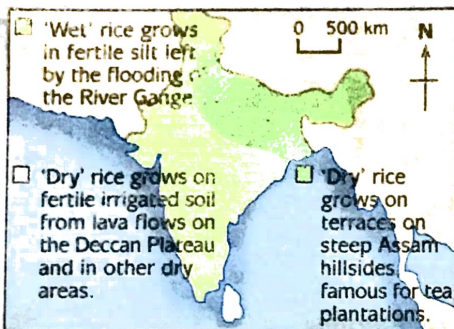 'Wet' rice grows
in fertile silt left
by the flooding
the River Gange
0 500 km
N
'Dry' rice grows on
fertile irrigated soil
from lava flows on
the Deccan Plateau
and in other dry
areas.
'Dry' rice
grows on
terraces on
steep Assam
hillsides,
famous for tea
plantations.